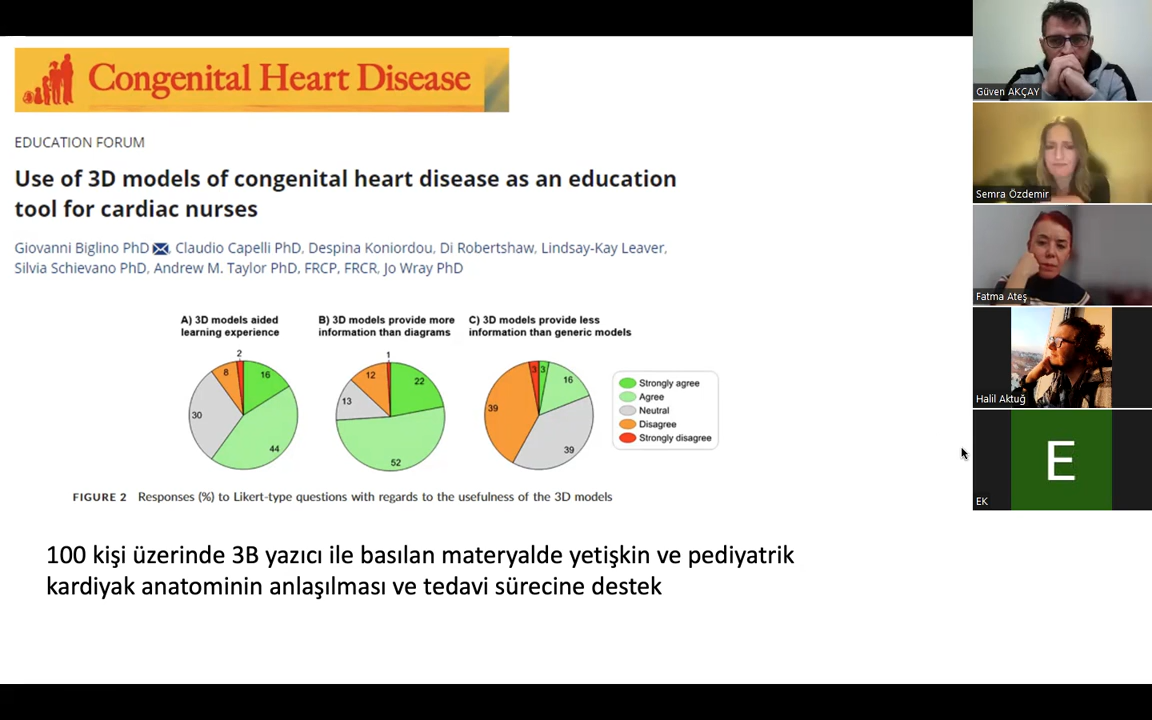 Congenital Heart Disease
EDUCATION FORUM
Use of 3D models of congenital heart disease as an education
tool for cardiac nurses
Giovanni Biglino PhD, Claudio Capelli PhD, Despina Koniordou, Di Robertshaw, Lindsay-Kay Leaver,
Silvia Schievano PhD, Andrew M. Taylor PhD, FRCP, FRCR, Jo Wray PhD
A) 3D models aided
learning experience
2
8
16
30
44
B) 3D models provide more
information than diagrams
1
12
22
13
52
C) 3D models provide less
information than generic models
3
3
16
39
39
Strongly agree
Agree
Neutral
Disagree
Strongly disagree
FIGURE 2 Responses (%) to Likert-type questions with regards to the usefulness of the 3D models
100 kişi üzerinde 3B yazıcı ile basılan materyalde yetişkin ve pediyatrik
kardiyak anatominin anlaşılması ve tedavi sürecine destek
Güven AKÇAY
Semra Özdemir
Fatma Ateş
Halil Aktuğ
E
EK